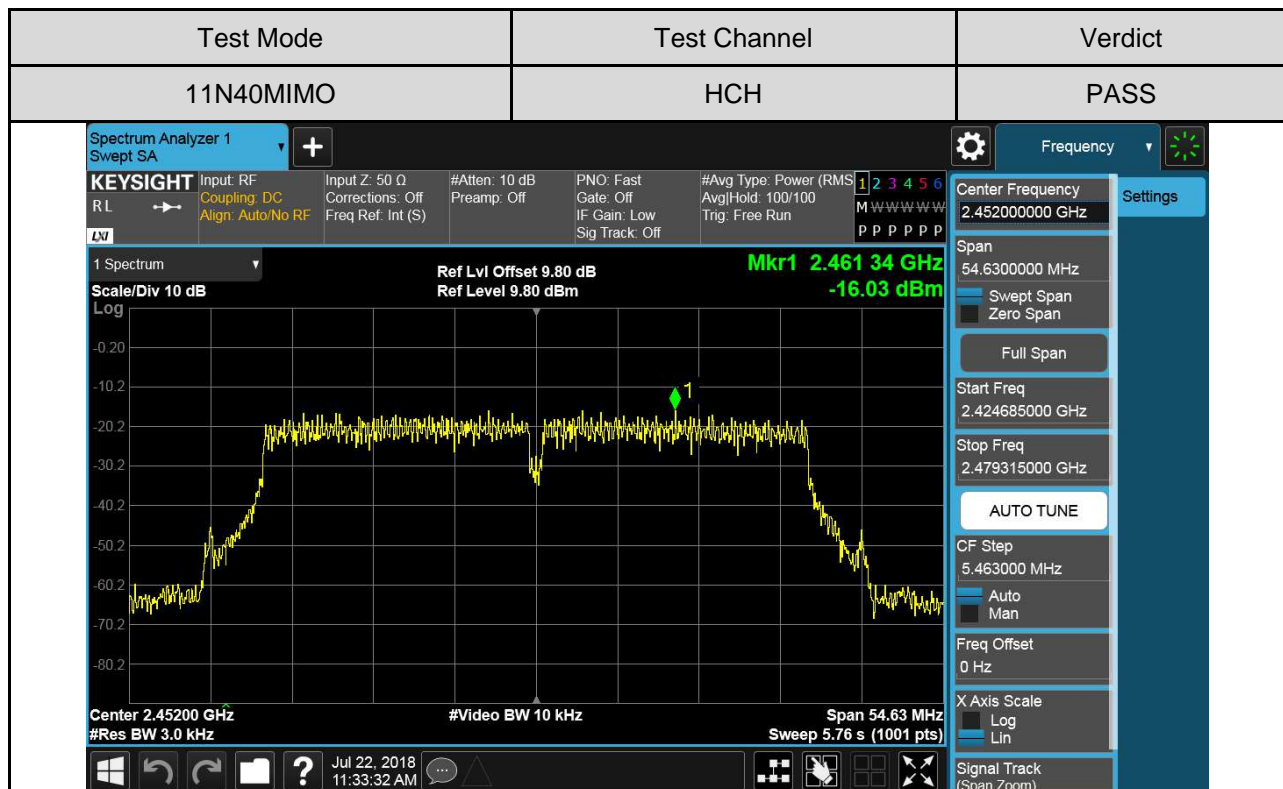 Test Mode Test Channel Verdict
11N40MIMO HCH PASS
Spectrum Analyzer 1
Swept SA
+
Frequency
KEYSIGHT
R L
LXI
Input: RF
Coupling: DC
Align: Auto/No RF
Input Z: 50 Ω
Corrections: Off
Freq Ref: Int (S)
#Atten: 10 dB
Preamp: Off
PNO: Fast
Gate: Off
IF Gain: Low
Sig Track: Off
#Avg Type: Power (RMS
Avg|Hold: 100/100
Trig: Free Run
1 2 3 4 5 6
M W W W W W
P P P P P P
1 Spectrum
Scale/Div 10 dB
Ref Lvl Offset 9.80 dB
Ref Level 9.80 dBm
Mkr1 2.461 34 GHz
-16.03 dBm
Log
-0.20
-10.2
-20.2
-30.2
-40.2
-50.2
-60.2
-70.2
-80.2
1
Center 2.45200 GHz
#Res BW 3.0 kHz
#Video BW 10 kHz
Span 54.63 MHz
Sweep 5.76 s (1001 pts)
Center Frequency
2.452000000 GHz
Settings
Span
54.6300000 MHz
Swept Span
Zero Span
Full Span
Start Freq
2.424685000 GHz
Stop Freq
2.479315000 GHz
AUTO TUNE
CF Step
5.463000 MHz
Auto
Man
Freq Offset
0 Hz
X Axis Scale
Log
Lin
Signal Track
(Span Zoom)
?
Jul 22, 2018
11:33:32 AM